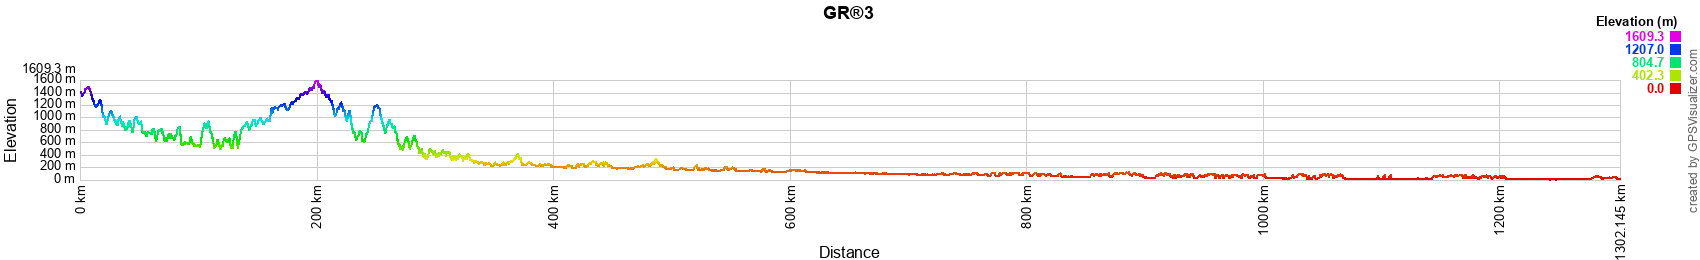 GR®3
Elevation (m)
1609.3
1207.0
804.7
402.3
0.0
1609.3 m
1600 m
1400 m
1200 m
1000 m
800 m
600 m
400 m
200 m
0 m
Elevation
0 km
200 km
400 km
600 km
800 km
1000 km
1200 km
1302.145 km
Distance
created by GPSVisualizer.com